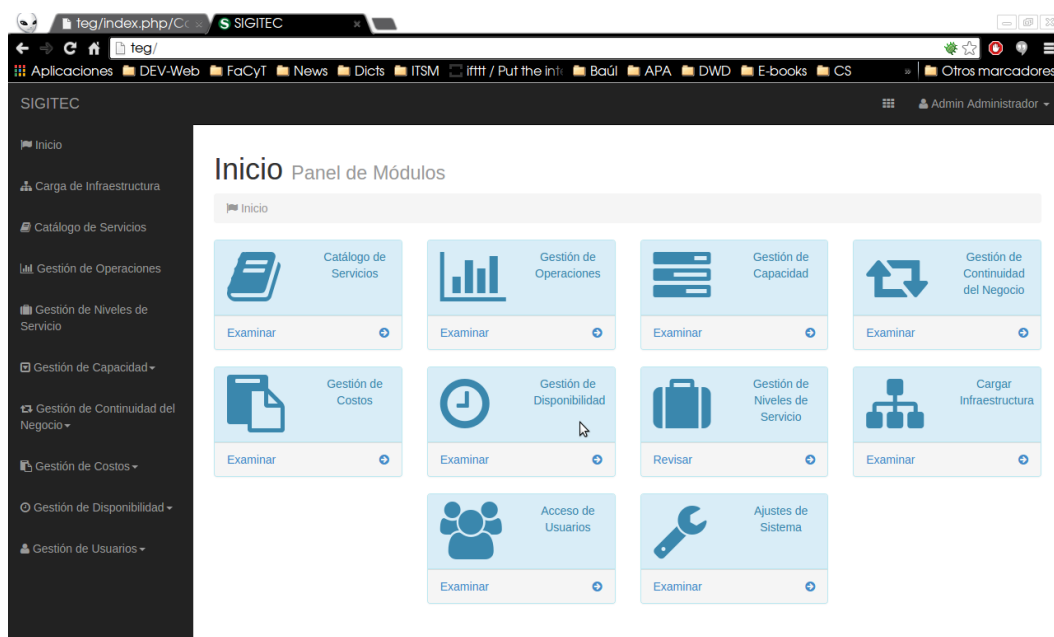 teg/index.php/Co
SIGITEC
teg/
Aplicaciones DEV-Web FaCyT News Dicts ITSM ifttt / Put the inte Baúl APA DWD E-books CS » Otros marcadores
SIGITEC
Admin Administrador
Inicio
Carga de Infraestructura
Catálogo de Servicios
Gestión de Operaciones
Gestión de Niveles de
Servicio
Gestión de Capacidad
Gestión de Continuidad del
Negocio
Gestión de Costos
Gestión de Disponibilidad
Gestión de Usuarios
Inicio Panel de Módulos
Inicio
Catálogo de
Servicios
Examinar
Gestión de
Operaciones
Examinar
Gestión de
Capacidad
Examinar
Gestión de
Continuidad
del Negocio
Examinar
Gestión de
Costos
Examinar
Gestión de
Disponibilidad
Examinar
Gestión de
Niveles de
Servicio
Revisar
Cargar
Infraestructura
Examinar
Acceso de
Usuarios
Examinar
Ajustes de
Sistema
Examinar